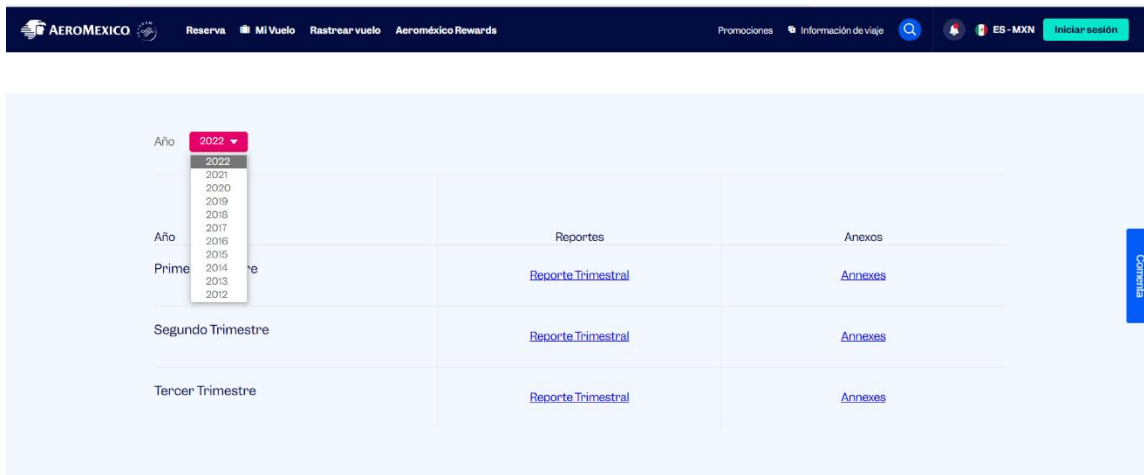 AEROMEXICO Reserva Mi Vuelo Rastrear vuelo Aeroméxico Rewards Promociones Información de viaje ES - MXN Iniciar sesión
Año 2022
2022
2021
2020
2019
2018
2017
2016
2015
2014
2013
2012
Año Reportes Anexos
Prime re Reporte Trimestral Annexes
Segundo Trimestre Reporte Trimestral Annexes
Tercer Trimestre Reporte Trimestral Annexes
Comenta